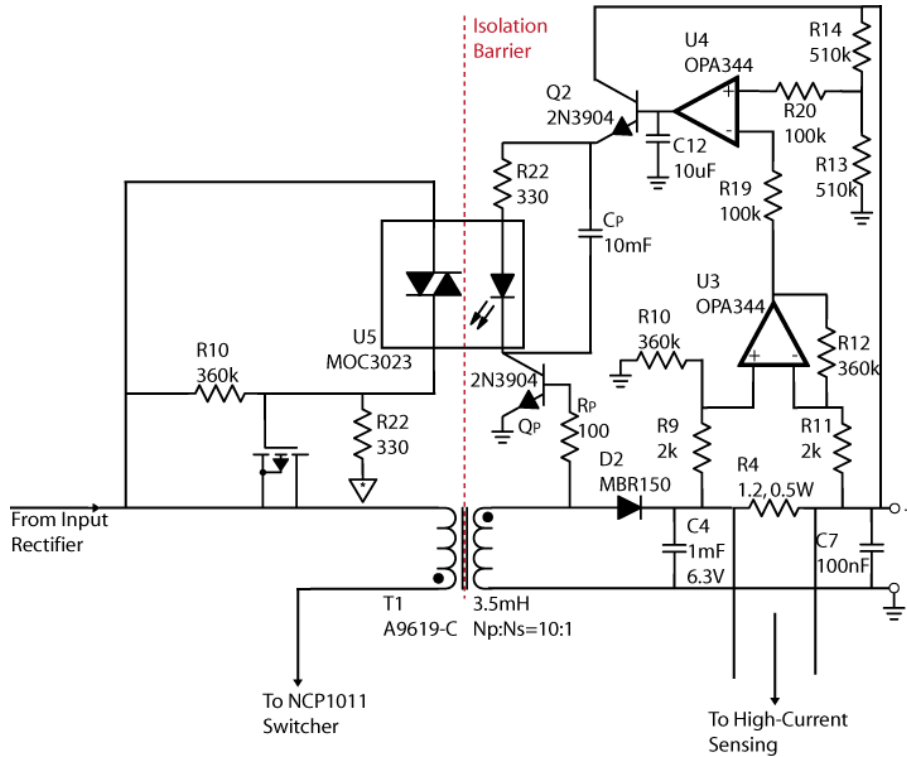 Isolation
Barrier
R14
510k
U4
OPA344
+
-
Q2
2N3904
R20
100k
C12
10uF
R13
510k
R22
330
R19
100k
CP
10mF
U3
OPA344
+
-
U5
MOC3023
R10
360k
R12
360k
R10
360k
2N3904
QP
RP
100
R22
330
*
R9
2k
R11
2k
D2
MBR150
R4
1.2, 0.5W
From Input
Rectifier
C4
1mF
6.3V
C7
100nF
T1
A9619-C
3.5mH
Np:Ns=10:1
To NCP1011
Switcher
To High-Current
Sensing